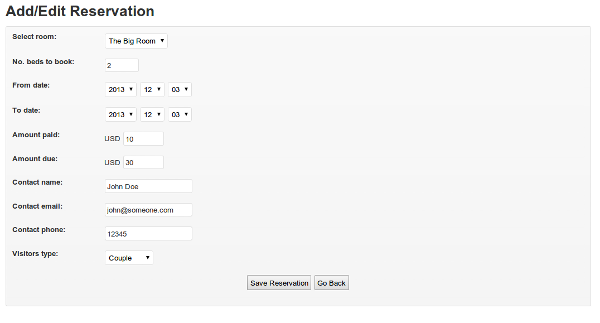 Add/Edit Reservation
Select room: The Big Room
No. beds to book: 2
From date: 2013 12 03
To date: 2013 12 03
Amount paid: USD 10
Amount due: USD 30
Contact name: John Doe
Contact email: john@someone.com
Contact phone: 12345
Visitors type: Couple
Save Reservation Go Back